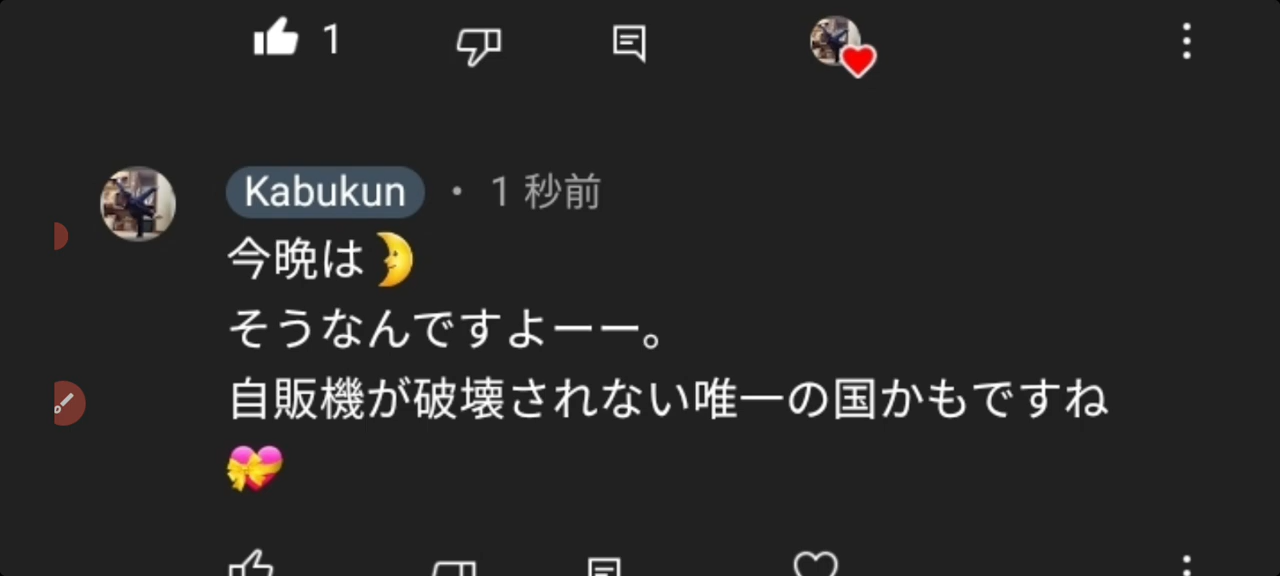 1
Kabukun · 1 秒前
今晩は🌛
そうなんですよーー。
自販機が破壊されない唯一の国かもですね
💝